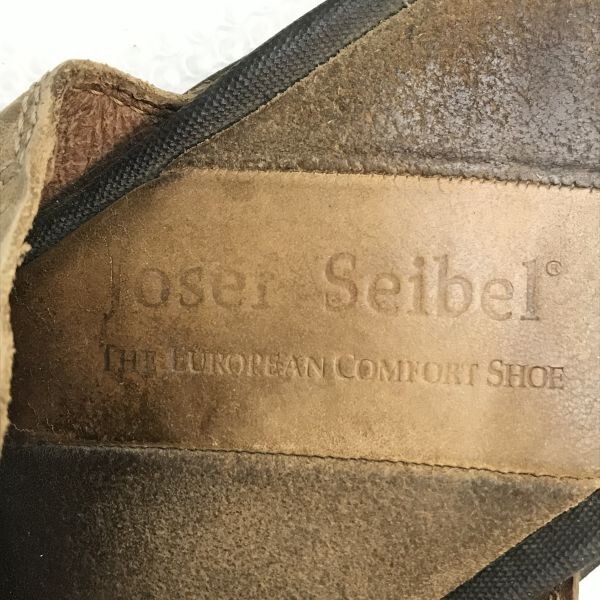 Josef Seibel©
THE EUROPEAN COMFORT SHOE